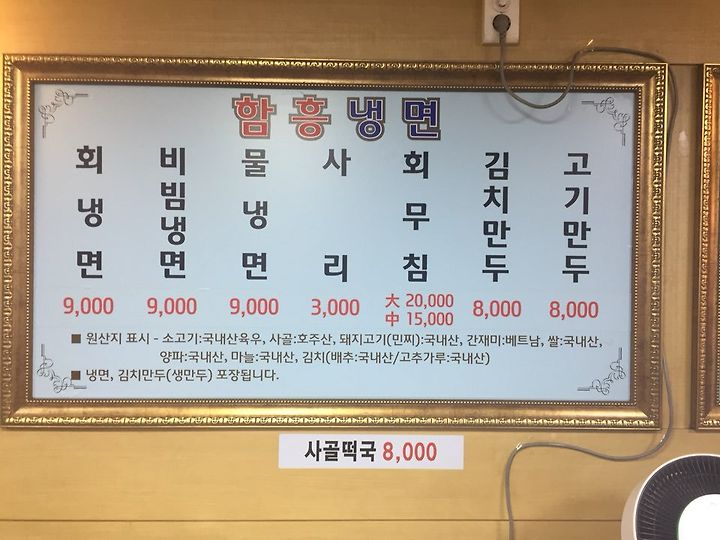 함흥냉면
회냉면 9,000
비빔냉면 9,000
물냉면 9,000
사리 3,000
회무침 大 20,000
中 15,000
김치만두 8,000
고기만두 8,000
■ 원산지 표시 - 소고기:국내산육우, 사골:호주산, 돼지고기(민찌):국내산, 간재미:베트남, 쌀:국내산,
양파:국내산, 마늘:국내산, 김치(배추:국내산/고추가루:국내산)
■ 냉면, 김치만두(생만두) 포장됩니다.
사골떡국 8,000